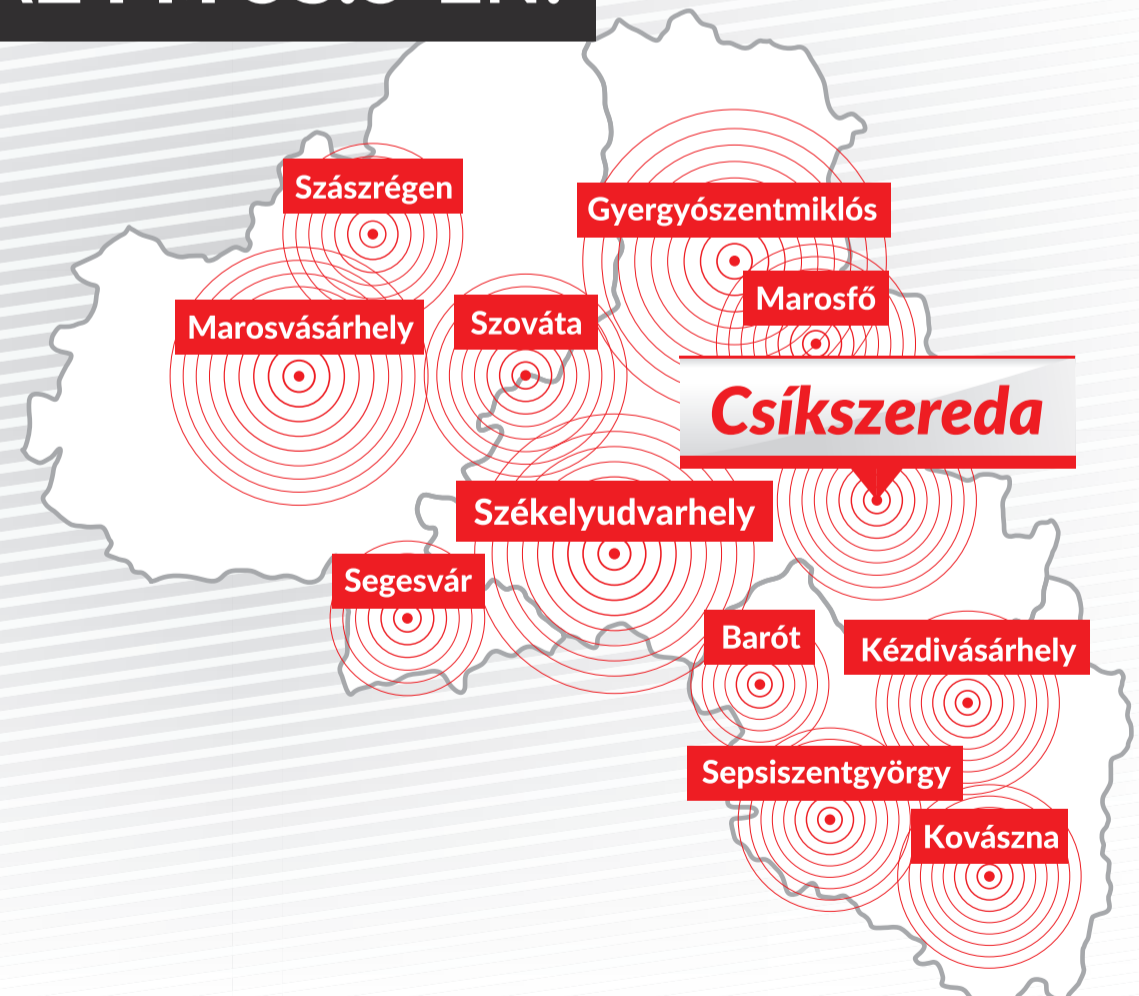 Szászrégen
Gyergyószentmiklós
Marosfő
Marosvásárhely
Szováta
Csíkszereda
Székelyudvarhely
Segesvár
Barót
Kézdivásárhely
Sepsiszentgyörgy
Kovászna